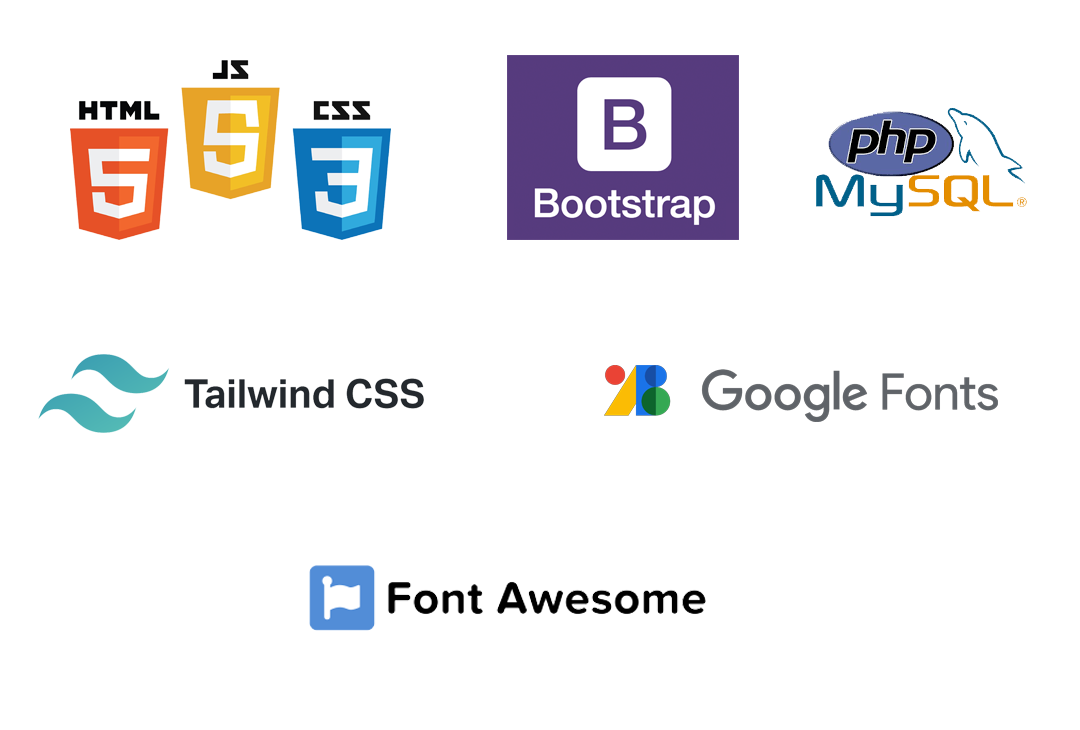 JS
HTML
CSS
5
5
3
B
Bootstrap
php
MySQL®
Tailwind CSS
Google Fonts
Font Awesome